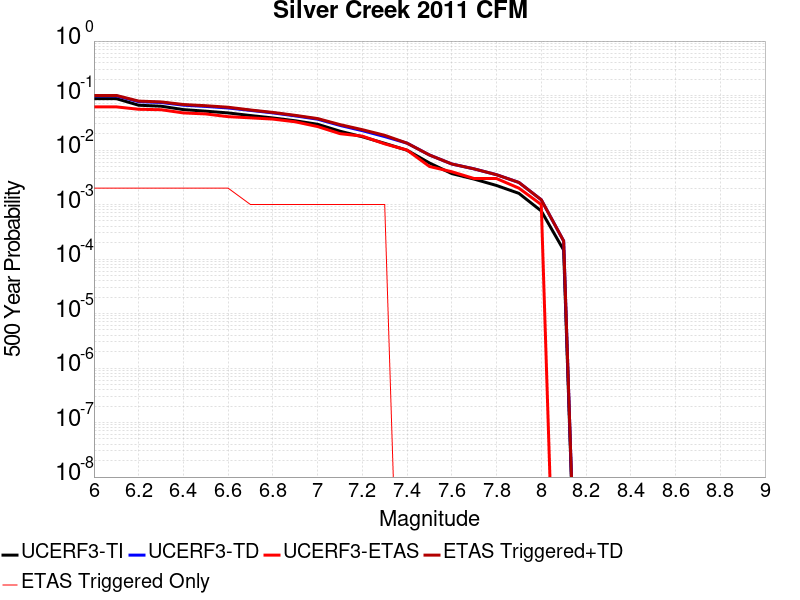 Silver Creek 2011 CFM
10^0
10^-1
10^-2
10^-3
10^-4
10^-5
10^-6
10^-7
10^-8
500 Year Probability
6 6.2 6.4 6.6 6.8 7 7.2 7.4 7.6 7.8 8 8.2 8.4 8.6 8.8 9
Magnitude
UCERF3-TI UCERF3-TD UCERF3-ETAS ETAS Triggered+TD
ETAS Triggered Only